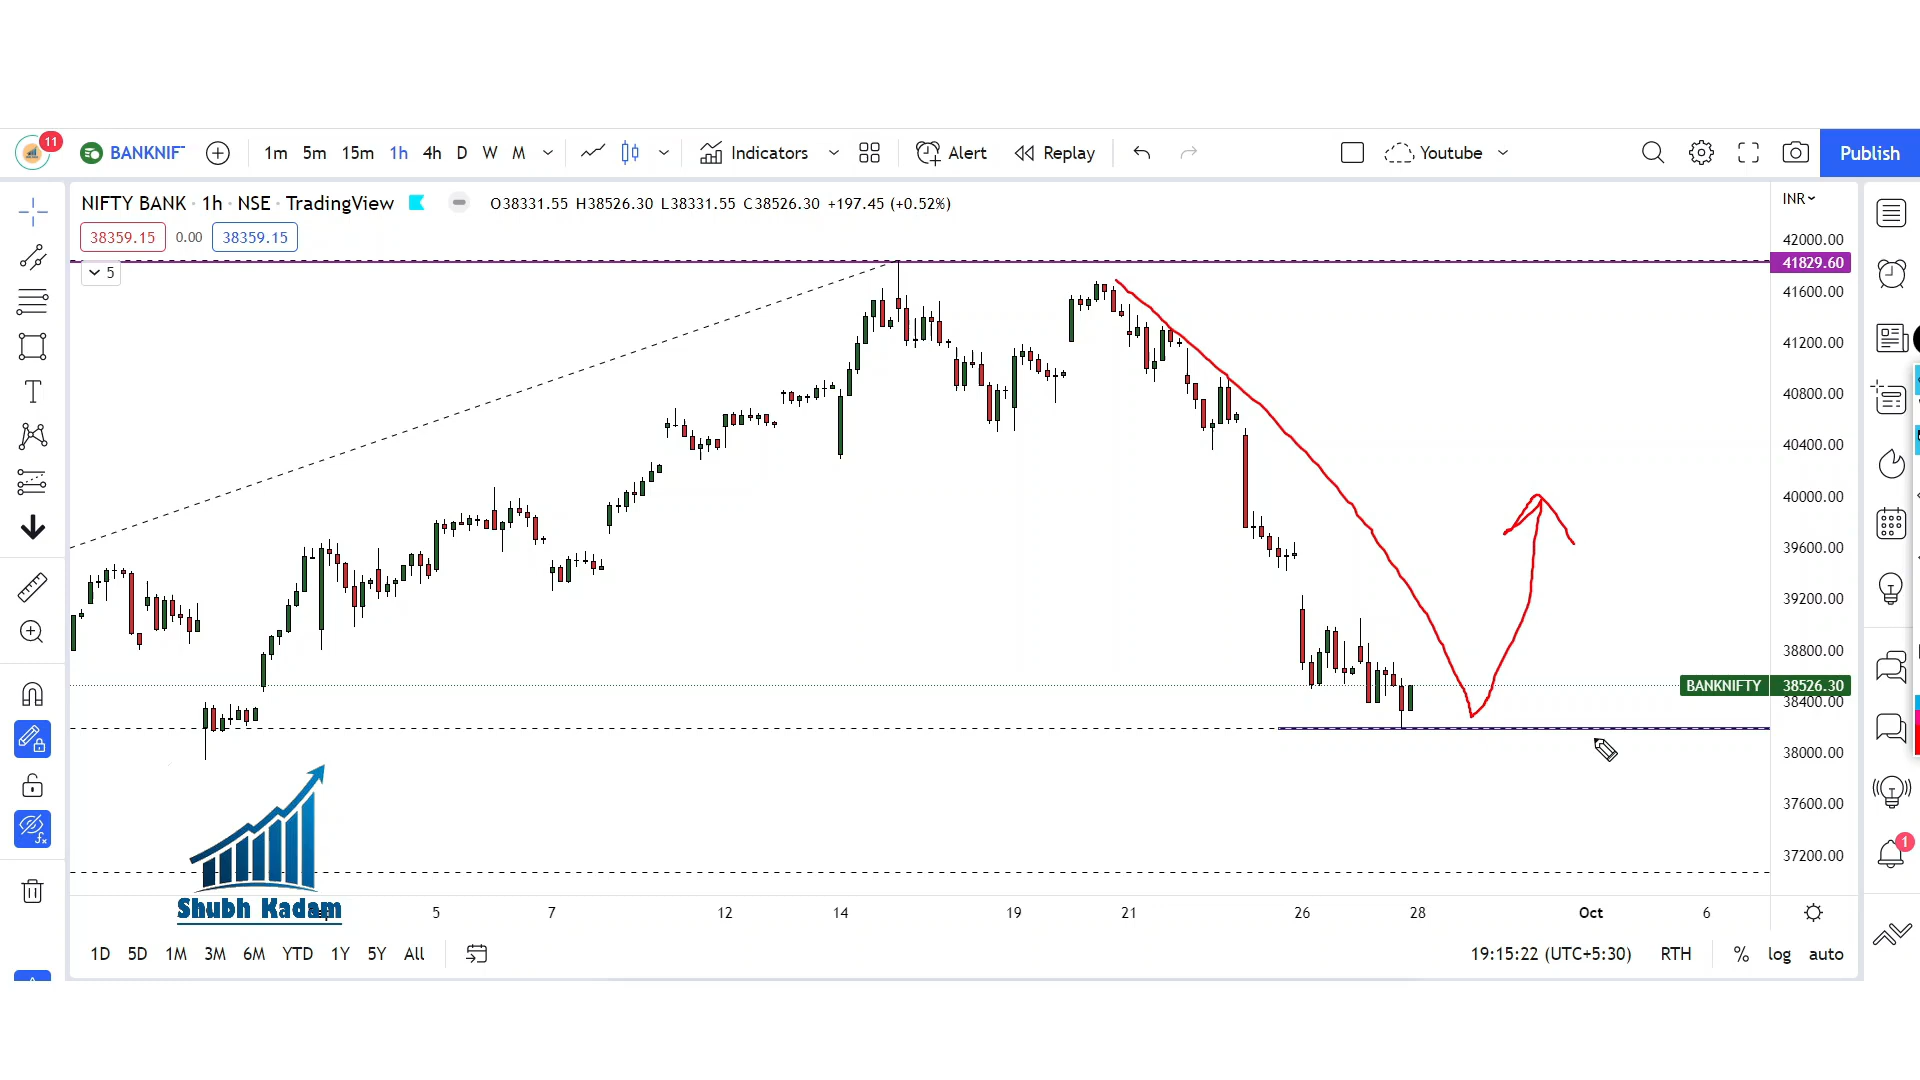 11
BANKNIFT
1m 5m 15m 1h 4h D W M
Indicators
Alert
Replay
Youtube
Publish
NIFTY BANK · 1h · NSE · TradingView
O38331.55 H38526.30 L38331.55 C38526.30 +197.45 (+0.52%)
INR
38359.15 0.00 38359.15
5
42000.00
41829.60
41600.00
41200.00
40800.00
40400.00
40000.00
39600.00
39200.00
38800.00
BANKNIFTY 38526.30
38400.00
38000.00
37600.00
37200.00
1
Shubh Kadam
5 7 12 14 19 21 26 28 Oct 6
1D 5D 1M 3M 6M YTD 1Y 5Y All
19:15:22 (UTC+5:30) RTH % log auto